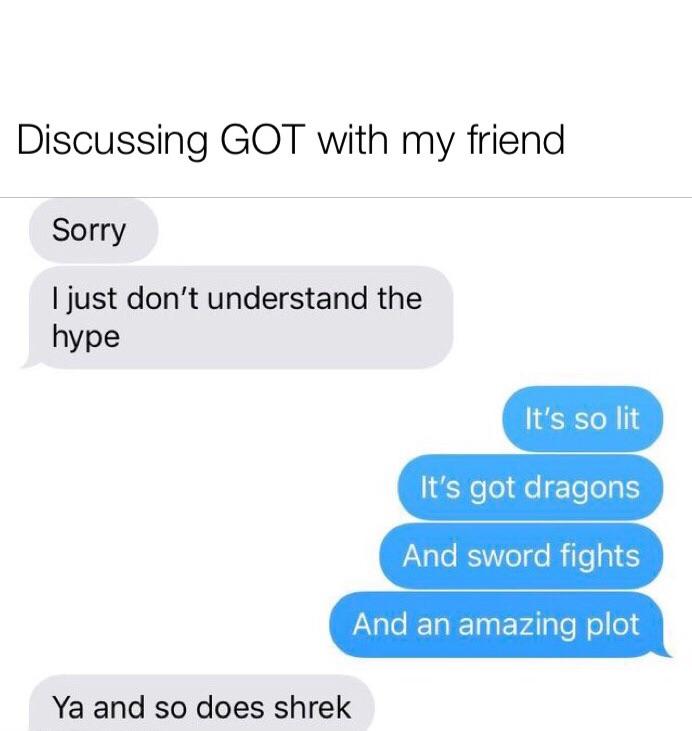 Discussing GOT with my friend
Sorry
I just don’t understand the
hype
It’s so lit
It’s got dragons
And sword fights
And an amazing plot
Ya and so does shrek